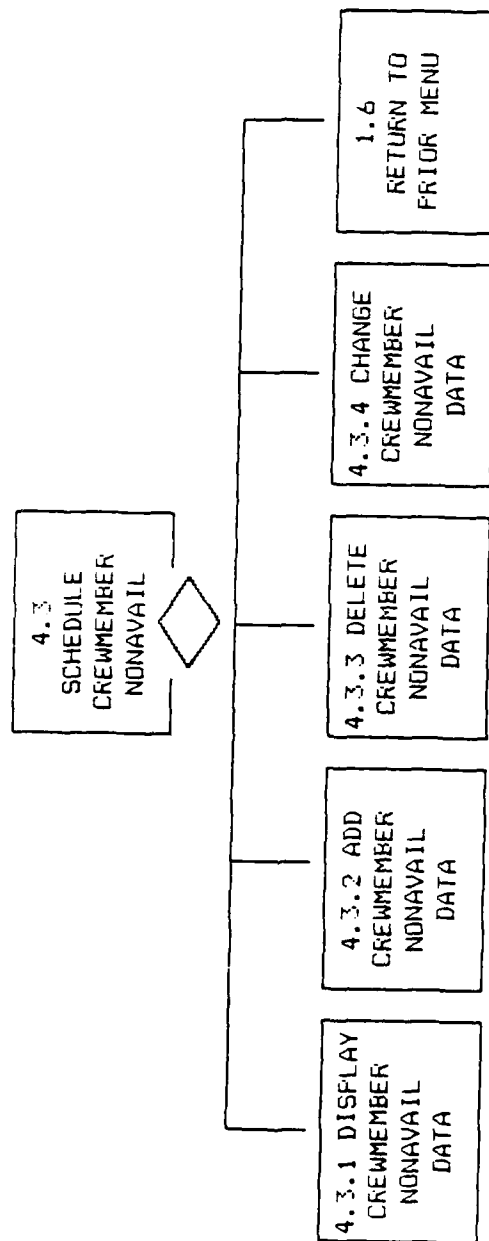 4.3
SCHEDULE
CREWMEMBER
NONAVAIL
4.3.1 DISPLAY
CREWMEMBER
NONAVAIL
DATA
4.3.2 ADD
CREWMEMBER
NONAVAIL
DATA
4.3.3 DELETE
CREWMEMBER
NONAVAIL
DATA
4.3.4 CHANGE
CREWMEMBER
NONAVAIL
DATA
1.6
RETURN TO
PRIOR MENU